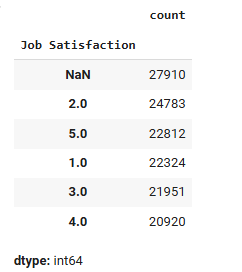 count
Job Satisfaction
NaN 27910
2.0 24783
5.0 22812
1.0 22324
3.0 21951
4.0 20920
dtype: int64